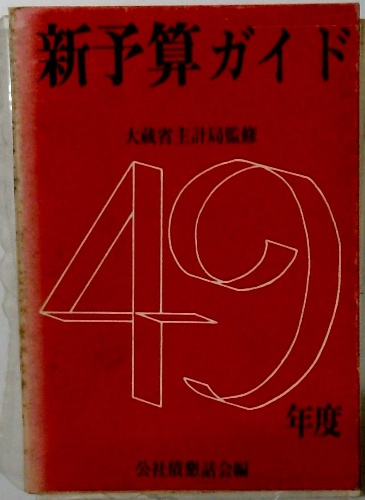 新予算ガイド
大蔵省主計局監修
49
年度
公社債懇話会編